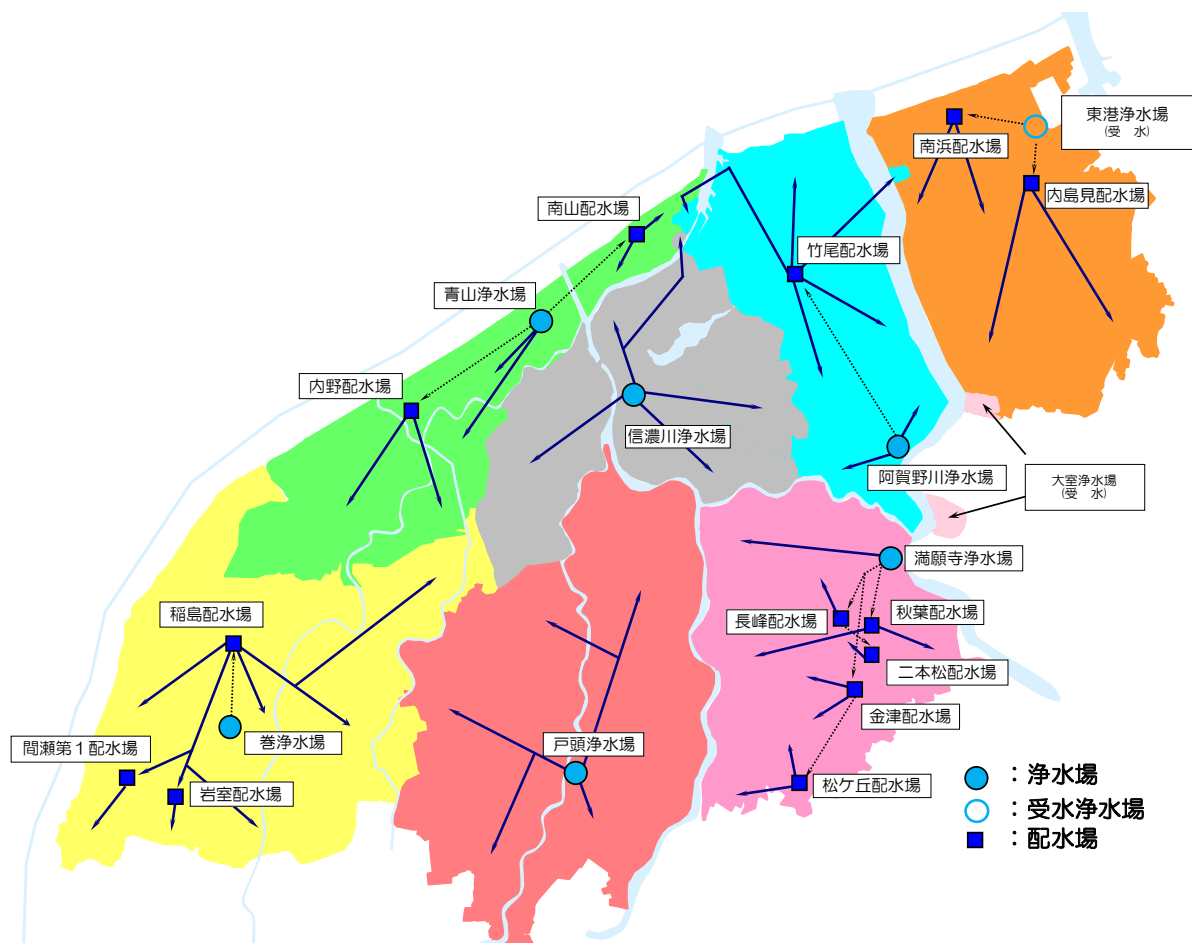 東港浄水場
(受　水)
南浜配水場
内島見配水場
南山配水場
竹尾配水場
青山浄水場
内野配水場
信濃川浄水場
阿賀野川浄水場
大室浄水場
(受　水)
満願寺浄水場
稲島配水場
長峰配水場
秋葉配水場
二本松配水場
金津配水場
巻浄水場
戸頭浄水場
間瀬第１配水場
岩室配水場
松ケ丘配水場
：浄水場
：受水浄水場
：配水場